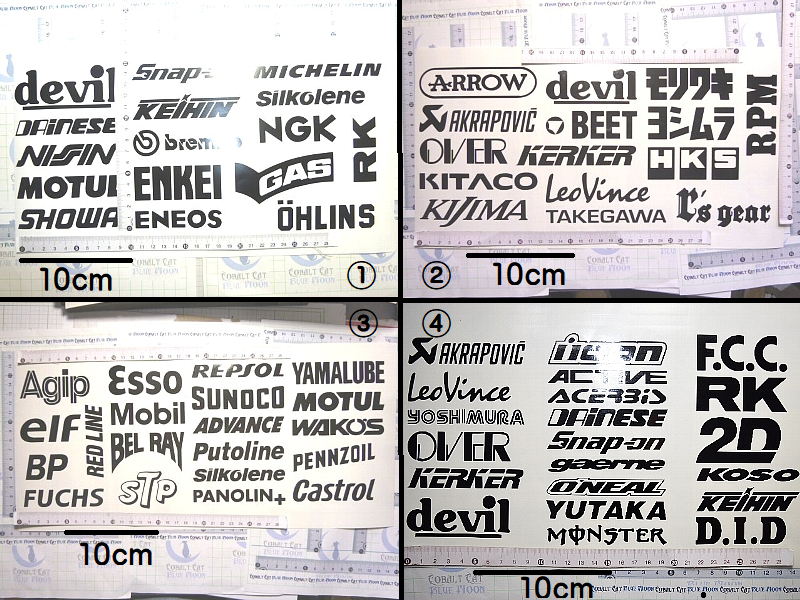 devil
DAINESE
NISSIN
MOTUL
SHOWA
Snap-
KEIHIN
brembo
ENKEI
ENEOS
MICHELIN
Silkolene
NGK
RK
GAS
ÖHLINS
10cm
①
ARROW
AKRAPOVIČ
OVER
KITACO
KIJIMA
devil
BEET
KERKER
LeoVince
TAKEGAWA
モリワキ
ヨシムラ
HKS
r's gear
RPM
COBALT CAT
BLUE MOON
10cm
②
③
Agip
elf
BP
FUCHS
RED LINE
Esso
Mobil
BEL RAY
STP
REPSOL
SUNOCO
ADVANCE
Putoline
Silkolene
PANOLIN+
YAMALUBE
MOTUL
WAKO'S
PENNZOIL
Castrol
10cm
④
AKRAPOVIČ
LeoVince
YOSHIMURA
OVER
KERKER
devil
ACTIVE
ACERBIS
DAINESE
Snap-on
gaerne
O'NEAL
YUTAKA
MONSTER
F.C.C.
RK
2D
KOSO
KEIHIN
D.I.D
10cm